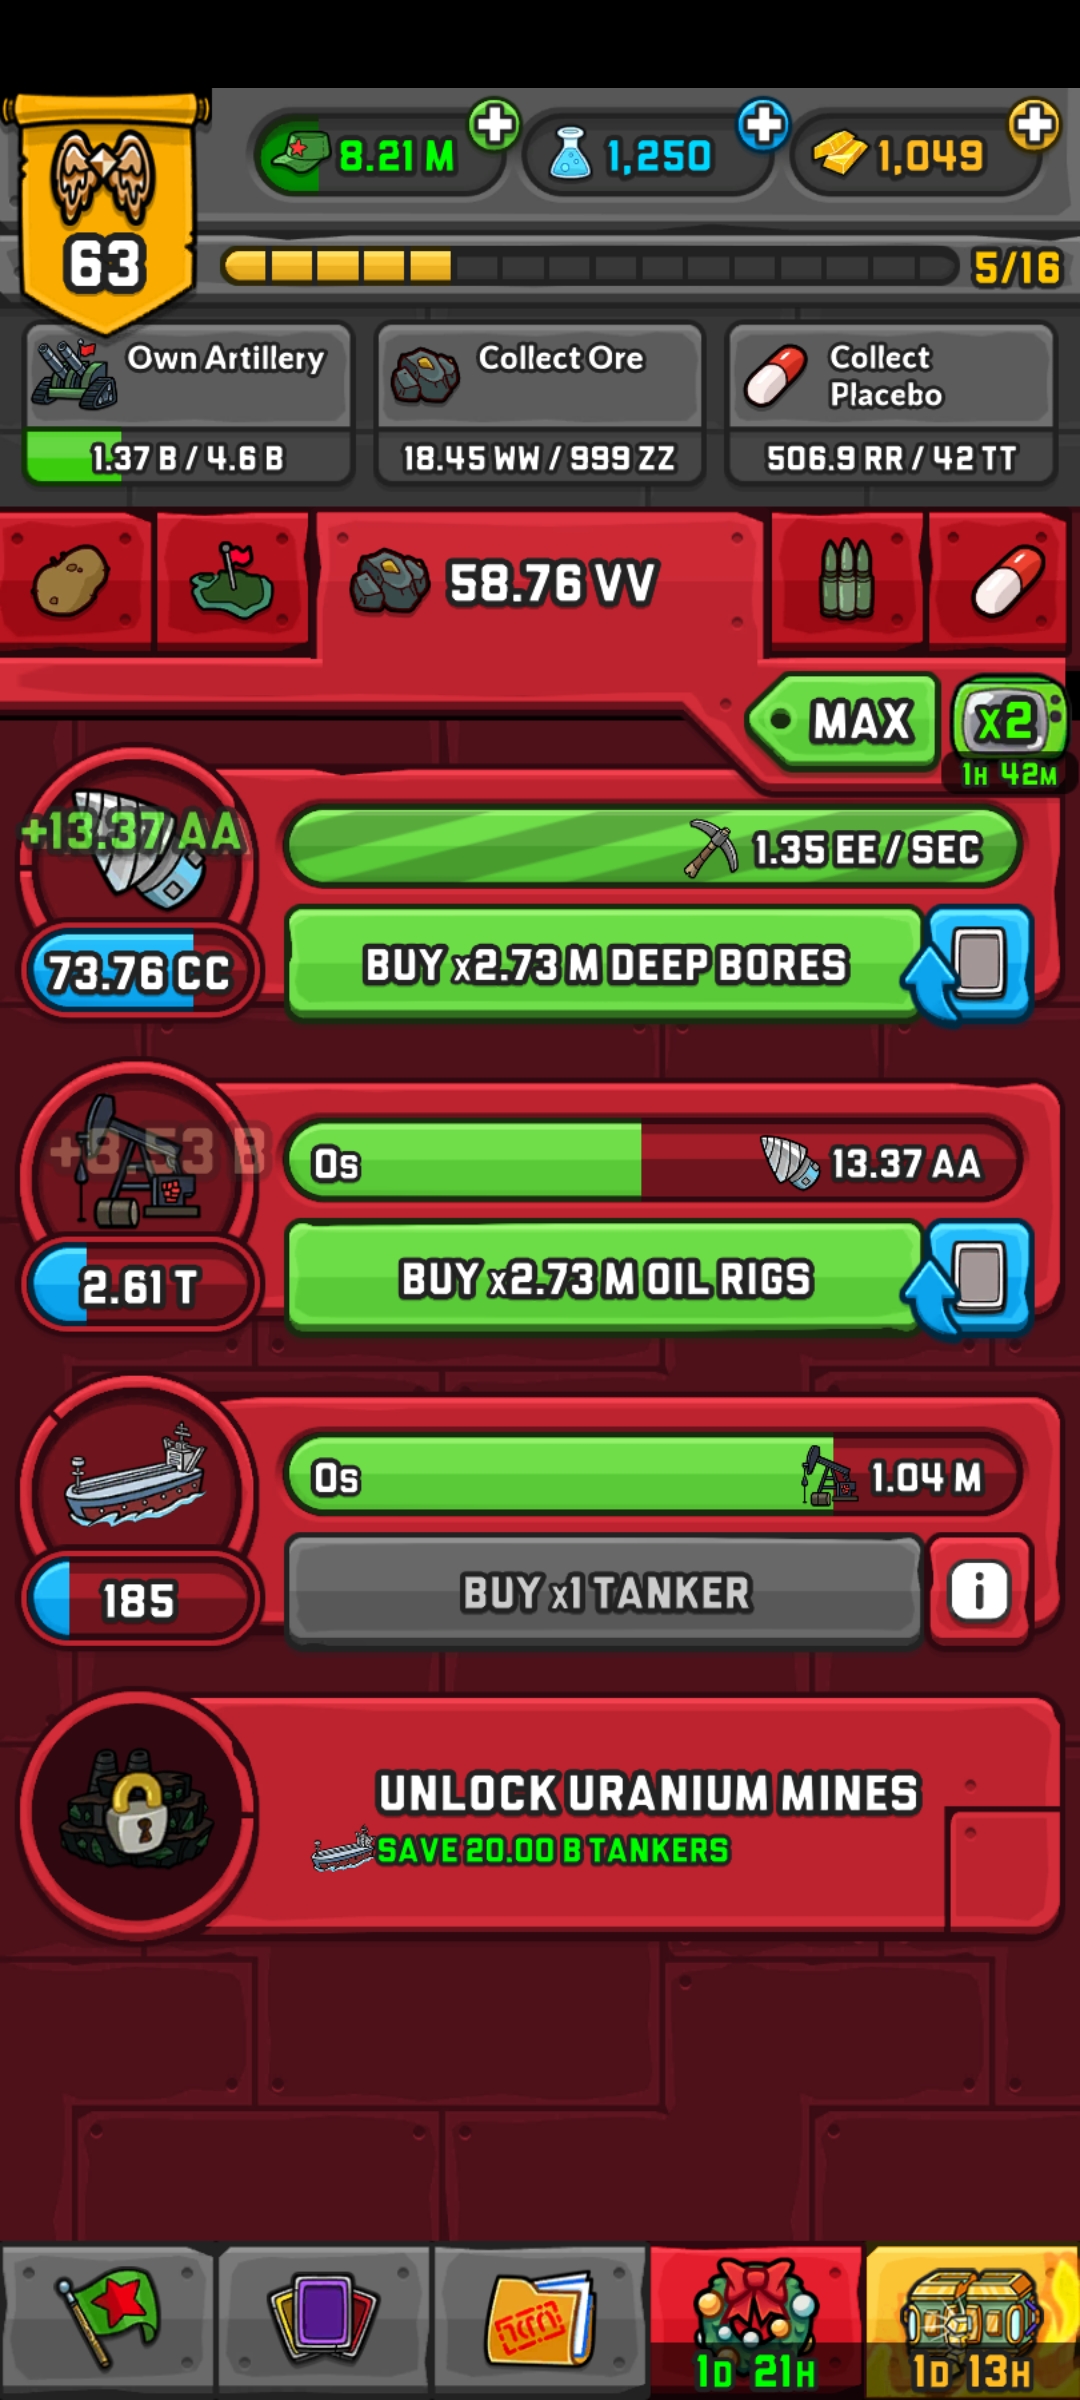 8.21 M
1,250
1,049
63
5/16
Own Artillery
1.37 B / 4.6 B
Collect Ore
18.45 WW / 999 ZZ
Collect
Placebo
506.9 RR / 42 TT
58.76 VV
MAX
x2
1H 42M
+13.37 AA
1.35 EE / SEC
73.76 CC
BUY x2.73 M DEEP BORES
+3.53 B
0s
13.37 AA
2.61 T
BUY x2.73 M OIL RIGS
0s
1.04 M
185
BUY x1 TANKER
i
UNLOCK URANIUM MINES
SAVE 20.00 B TANKERS
1D 21H
1D 13H